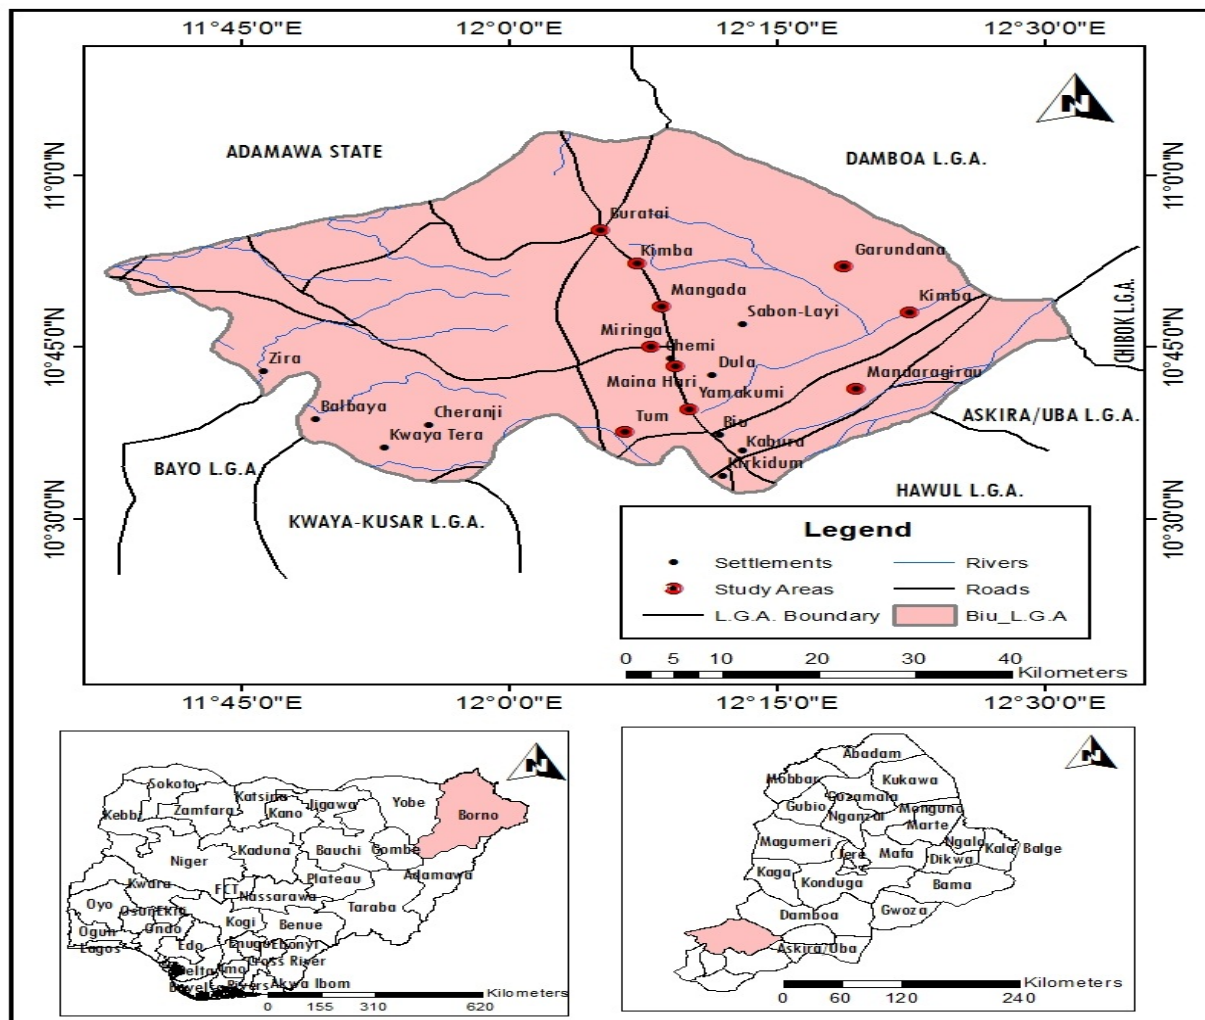 11°45'0"E 12°0'0"E 12°15'0"E 12°30'0"E
N
ADAMAWA STATE
DAMBOA L.G.A.
11°0'0"N
11°0'0"N
Buratai
Kimba
Garundana
Mangada
Kimba
Sabon-Layi
CHIBOK L.G.A.
Miringa
Chemi
10°45'0"N
10°45'0"N
Zira
Dula
Mandaragirau
Maina Hari
Yamakumi
Balbaya
Cheranji
Tum
Biu
ASKIRA/UBA L.G.A.
Kwaya Tera
Kabura
BAYO L.G.A
Kirkidum
HAWUL L.G.A.
KWAYA-KUSAR L.G.A.
10°30'0"N
10°30'0"N
Legend
Settlements Rivers
Study Areas Roads
L.G.A. Boundary Biu_L.G.A
0 5 10 20 30 40
Kilometers
11°45'0"E 12°0'0"E 12°15'0"E 12°30'0"E
N
Sokoto
Katsina
Jigawa
Yobe
Kebbi
Zamfara
Kano
Borno
Niger
Kaduna
Bauchi
Gombe
Kwara
Plateau
Adamawa
FCT
Nassarawa
Oyo
Osun
Ekiti
Taraba
Ogun
Ondo
Kogi
Benue
Lagos
Edo
Enugu
Ebonyi
Delta
Imo
Cross River
Rivers
Akwa Ibom
0 155 310 620
Kilometers
N
Abadam
Mobbar
Kukawa
Guzamala
Gubio
Nganzai
Monguno
Marte
Magumeri
Ngala
Jere
Mafa
Kala Balge
Dikwa
Kaga
Konduga
Bama
Damboa
Gwoza
Askira/Uba
Kilometers
0 60 120 240